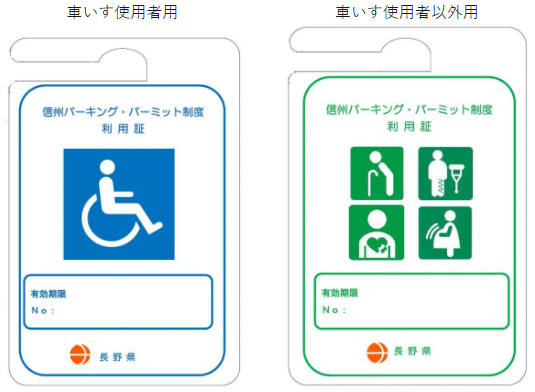 車いす使用者用
信州パーキング・パーミット制度
利用証
有効期限
No：
長野県
車いす使用者以外用
信州パーキング・パーミット制度
利用証
有効期限
No：
長野県